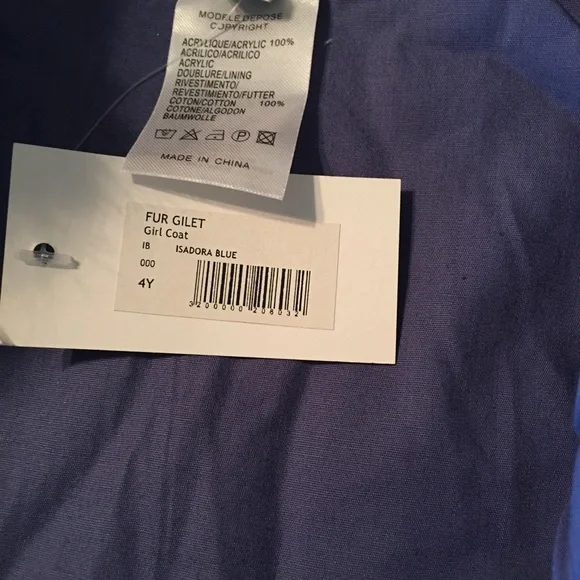 MODELE DEPOSE
COPYRIGHT
ACRYLIQUE/ACRYLIC 100%
ACRILICO/ACRILICO
ACRYLIC
DOUBLURE/LINING
RIVESTIMENTO/
REVESTIMIENTO/FUTTER
COTON/COTTON 100%
COTONE/ALGODON
BAUMWOLLE
P
MADE IN CHINA
FUR GILET
Girl Coat
IB ISADORA BLUE
000
4Y
3200000208032